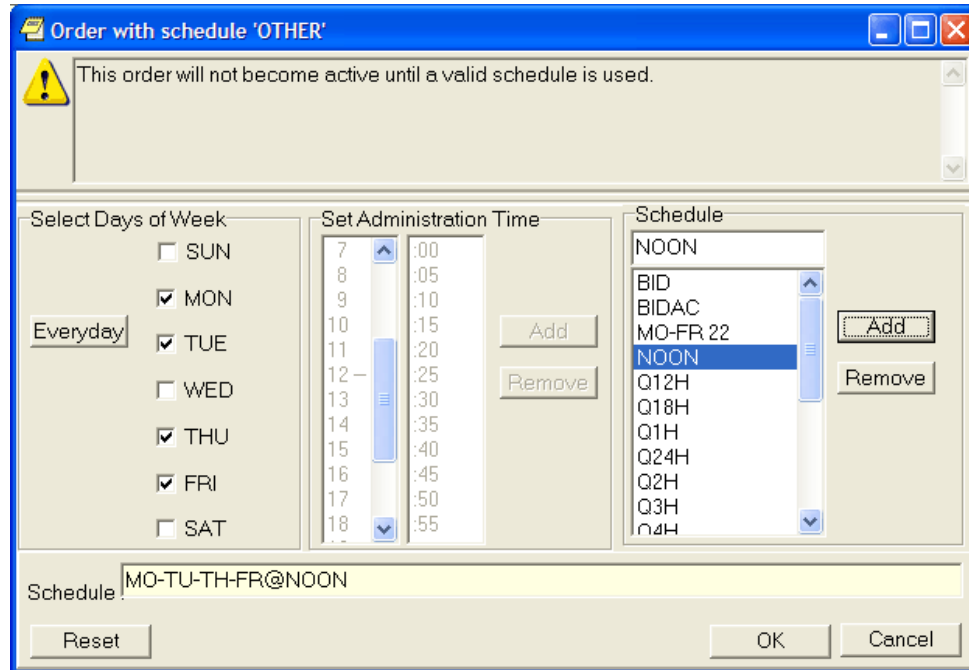 Order with schedule 'OTHER'
This order will not become active until a valid schedule is used.
Select Days of Week
SUN
MON
Everyday
TUE
WED
THU
FRI
SAT
Set Administration Time
7 :00
8 :05
9 :10
10 :15
11 :20
12 – :25
13 :30
14 :35
15 :40
16 :45
17 :50
18 :55
Add
Remove
Schedule
NOON
BID
BIDAC
MO-FR 22
NOON
Q12H
Q18H
Q1H
Q24H
Q2H
Q3H
Q4H
Add
Remove
Schedule : MO-TU-TH-FR@NOON
Reset
OK
Cancel